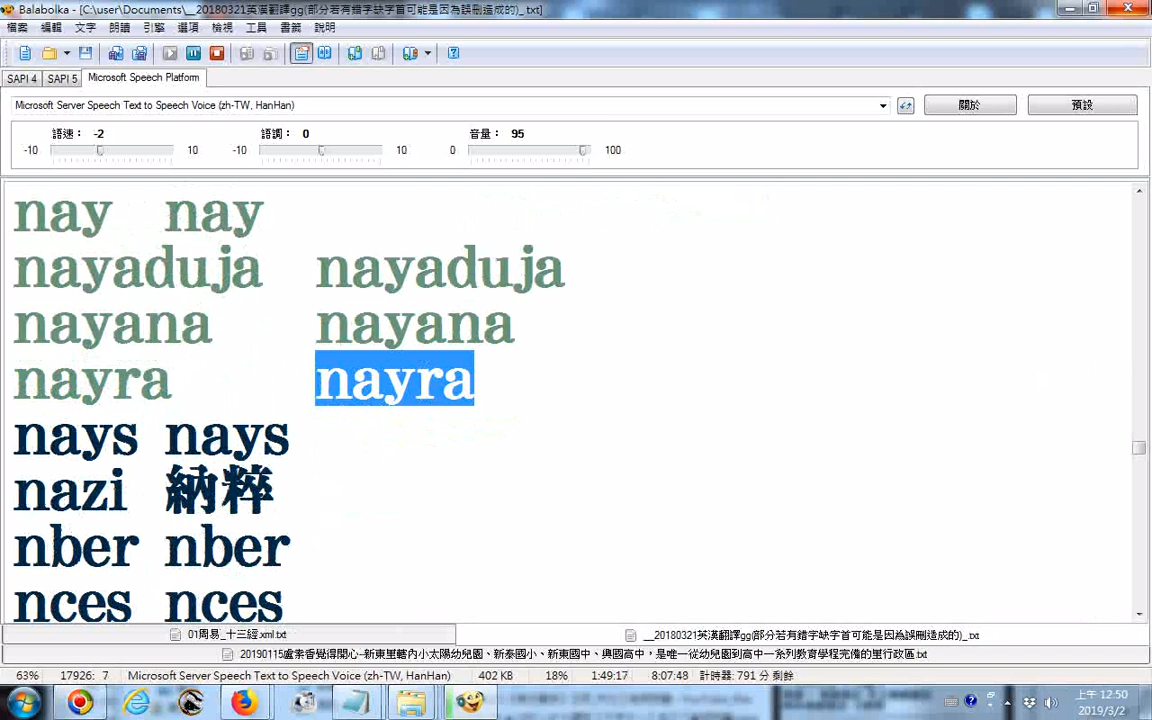 Balabolka - [C:\user\Documents\__20180321英漢翻譯gg(部分若有錯字缺字首可能是因為誤刪造成的)_.txt]
檔案 編輯 文字 朗讀 引擎 選項 檢視 工具 書籤 說明
SAPI 4 SAPI 5 Microsoft Speech Platform
Microsoft Server Speech Text to Speech Voice (zh-TW, HanHan) 關於 預設
語速： -2 語調： 0 音量： 95
-10 10 -10 10 0 100
nay nay
nayaduja nayaduja
nayana nayana
nayra nayra
nays nays
nazi 納粹
nber nber
nces nces
01周易_十三經.xml.txt __20180321英漢翻譯gg(部分若有錯字缺字首可能是因為誤刪造成的)_.txt
20190115盧素香覺得開心-新東里轄內小太陽幼兒園、新泰國小、新東國中、興國高中，是唯一從幼兒園到高中一系列教育學程完備的里行政區.txt
63% 17926: 7 Microsoft Server Speech Text to Speech Voice (zh-TW, HanHan) 402 KB 18% 1:49:17 8:07:48 計時器: 791 分 剩餘
上午 12:50
2019/3/2